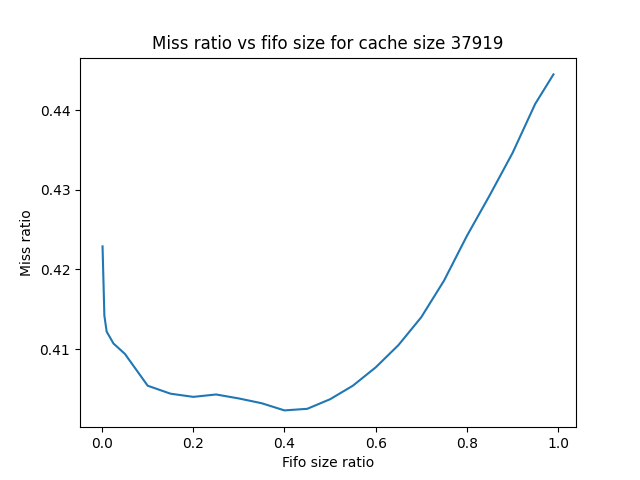 Miss ratio vs fifo size for cache size 37919
0.44
0.43
0.42
0.41
Miss ratio
0.0 0.2 0.4 0.6 0.8 1.0
Fifo size ratio